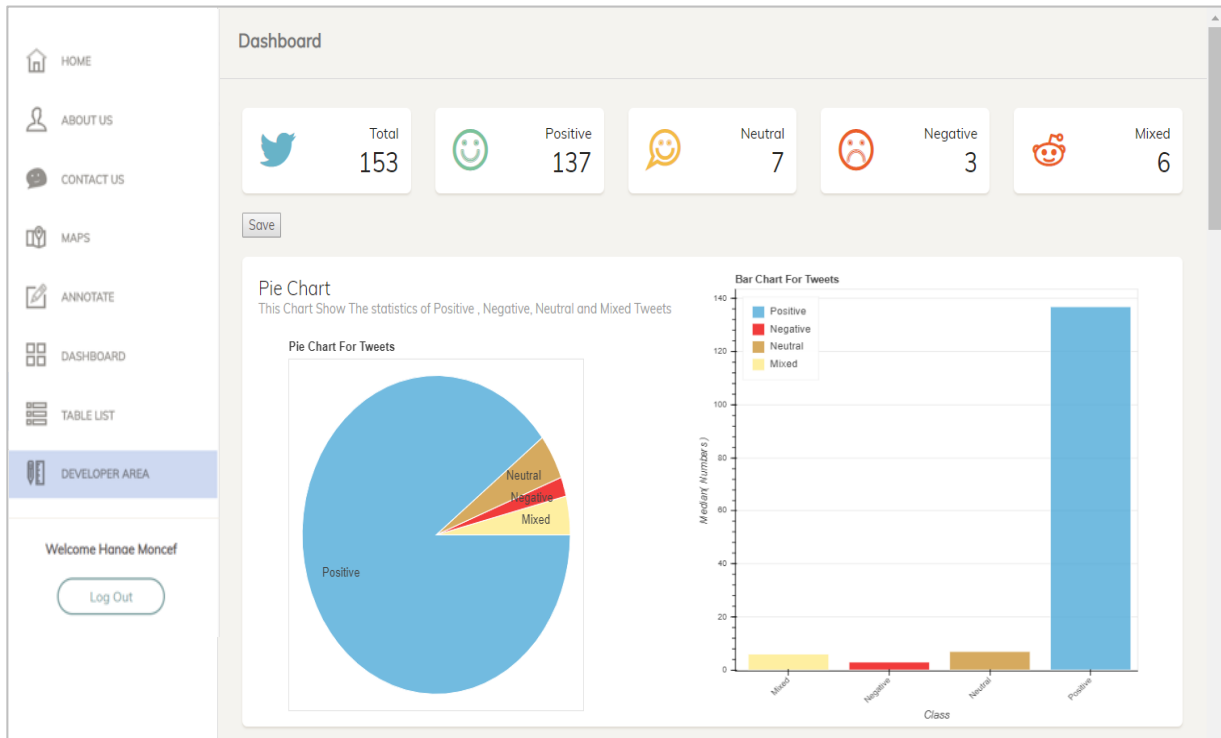 HOME
ABOUT US
CONTACT US
MAPS
ANNOTATE
DASHBOARD
TABLE LIST
DEVELOPER AREA
Welcome Hanae Moncef
Log Out
Dashboard
Total
153
Positive
137
Neutral
7
Negative
3
Mixed
6
Save
Pie Chart
This Chart Show The statistics of Positive , Negative, Neutral and Mixed Tweets
Pie Chart For Tweets
Neutral
Negative
Mixed
Positive
Bar Chart For Tweets
Positive
Negative
Neutral
Mixed
Median( Numbers )
140
120
100
80
60
40
20
0
Mixed
Negative
Neutral
Positive
Class